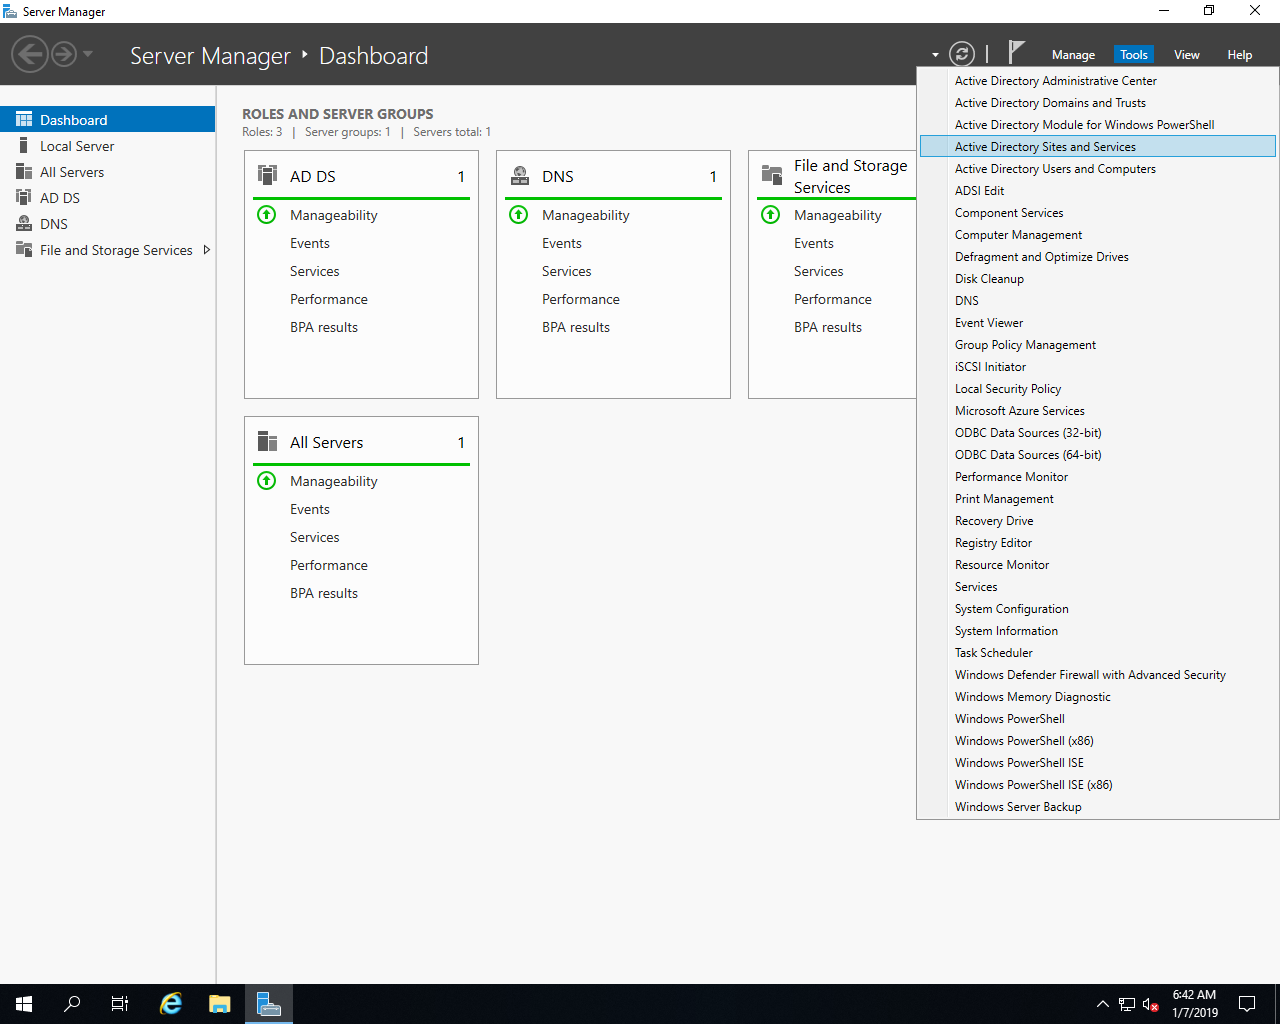 Server Manager
Server Manager ‣ Dashboard
Manage
Tools
View
Help
Dashboard
Local Server
All Servers
AD DS
DNS
File and Storage Services
ROLES AND SERVER GROUPS
Roles: 3 | Server groups: 1 | Servers total: 1
AD DS 1
Manageability
Events
Services
Performance
BPA results
DNS 1
Manageability
Events
Services
Performance
BPA results
File and Storage
Services
Manageability
Events
Services
Performance
BPA results
All Servers 1
Manageability
Events
Services
Performance
BPA results
Active Directory Administrative Center
Active Directory Domains and Trusts
Active Directory Module for Windows PowerShell
Active Directory Sites and Services
Active Directory Users and Computers
ADSI Edit
Component Services
Computer Management
Defragment and Optimize Drives
Disk Cleanup
DNS
Event Viewer
Group Policy Management
iSCSI Initiator
Local Security Policy
Microsoft Azure Services
ODBC Data Sources (32-bit)
ODBC Data Sources (64-bit)
Performance Monitor
Print Management
Recovery Drive
Registry Editor
Resource Monitor
Services
System Configuration
System Information
Task Scheduler
Windows Defender Firewall with Advanced Security
Windows Memory Diagnostic
Windows PowerShell
Windows PowerShell (x86)
Windows PowerShell ISE
Windows PowerShell ISE (x86)
Windows Server Backup
6:42 AM
1/7/2019